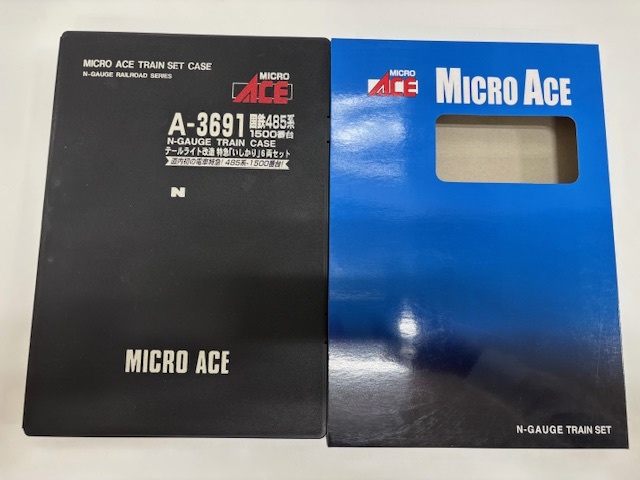 MICRO ACE TRAIN SET CASE
N-GAUGE RAILROAD SERIES
MICRO
ACE
A-3691 国鉄485系
1500番台
N-GAUGE TRAIN CASE
テールライト改造 特急「いしかり」6両セット
道内初の電車特急! 485系-1500番台!
N
MICRO ACE
MICRO
ACE
MICRO ACE
N-GAUGE TRAIN SET